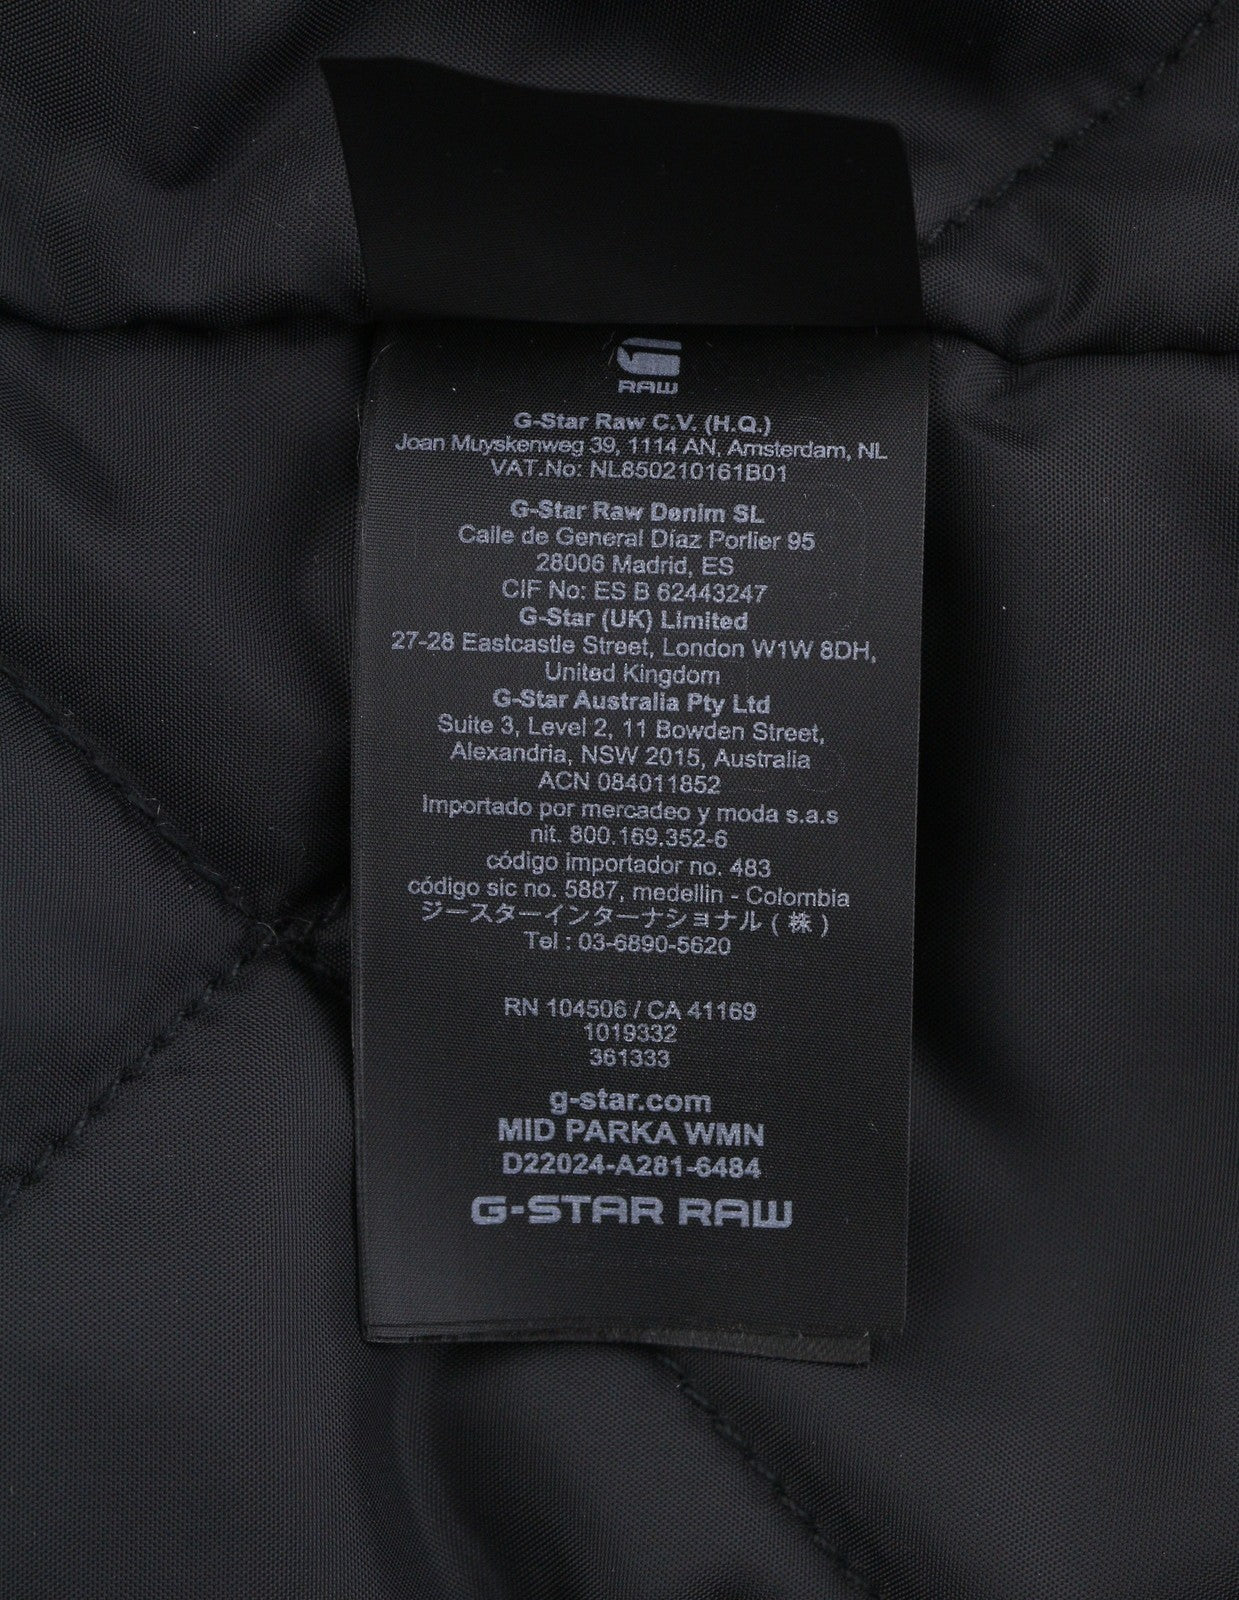 RAW
G-Star Raw C.V. (H.Q.)
Joan Muyskenweg 39, 1114 AN, Amsterdam, NL
VAT.No: NL850210161B01
G-Star Raw Denim SL
Calle de General Díaz Porlier 95
28006 Madrid, ES
CIF No: ES B 62443247
G-Star (UK) Limited
27-28 Eastcastle Street, London W1W 8DH,
United Kingdom
G-Star Australia Pty Ltd
Suite 3, Level 2, 11 Bowden Street,
Alexandria, NSW 2015, Australia
ACN 084011852
Importado por mercadeo y moda s.a.s
nit. 800.169.352-6
código importador no. 483
código sic no. 5887, medellin - Colombia
ジースターインターナショナル ( 株 )
Tel : 03-6890-5620
RN 104506 / CA 41169
1019332
361333
g-star.com
MID PARKA WMN
D22024-A281-6484
G-STAR RAW